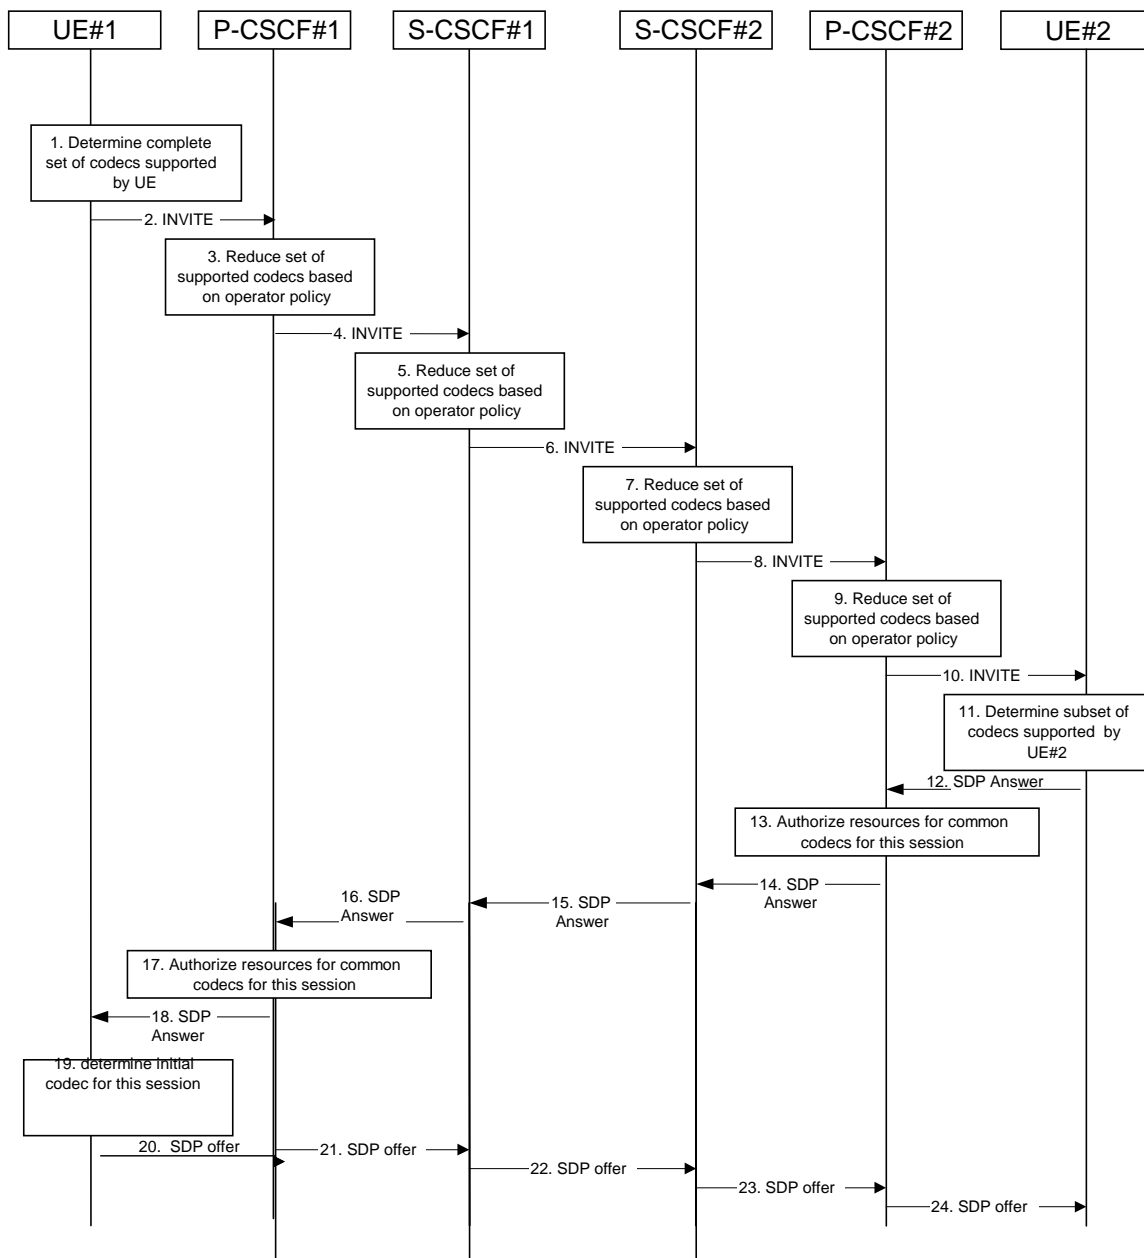 UE#1
P-CSCF#1
S-CSCF#1
S-CSCF#2
P-CSCF#2
UE#2
1. Determine complete
set of codecs supported
by UE
2. INVITE
3. Reduce set of
supported codecs based
on operator policy
4. INVITE
5. Reduce set of
supported codecs based
on operator policy
6. INVITE
7. Reduce set of
supported codecs based
on operator policy
8. INVITE
9. Reduce set of
supported codecs based
on operator policy
10. INVITE
11. Determine subset of
codecs supported by
UE#2
12. SDP Answer
13. Authorize resources for common
codecs for this session
14. SDP
Answer
15. SDP
Answer
16. SDP
Answer
17. Authorize resources for common
codecs for this session
18. SDP
Answer
19. determine initial
codec for this session
20. SDP offer
21. SDP offer
22. SDP offer
23. SDP offer
24. SDP offer